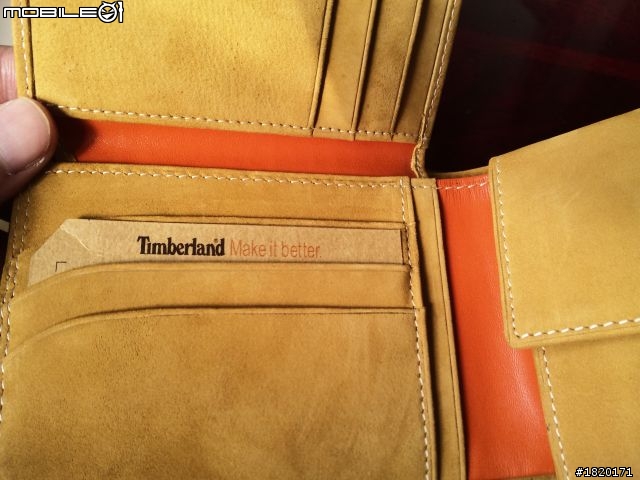 MOBILE01
Timberland Make it better.
#1820171